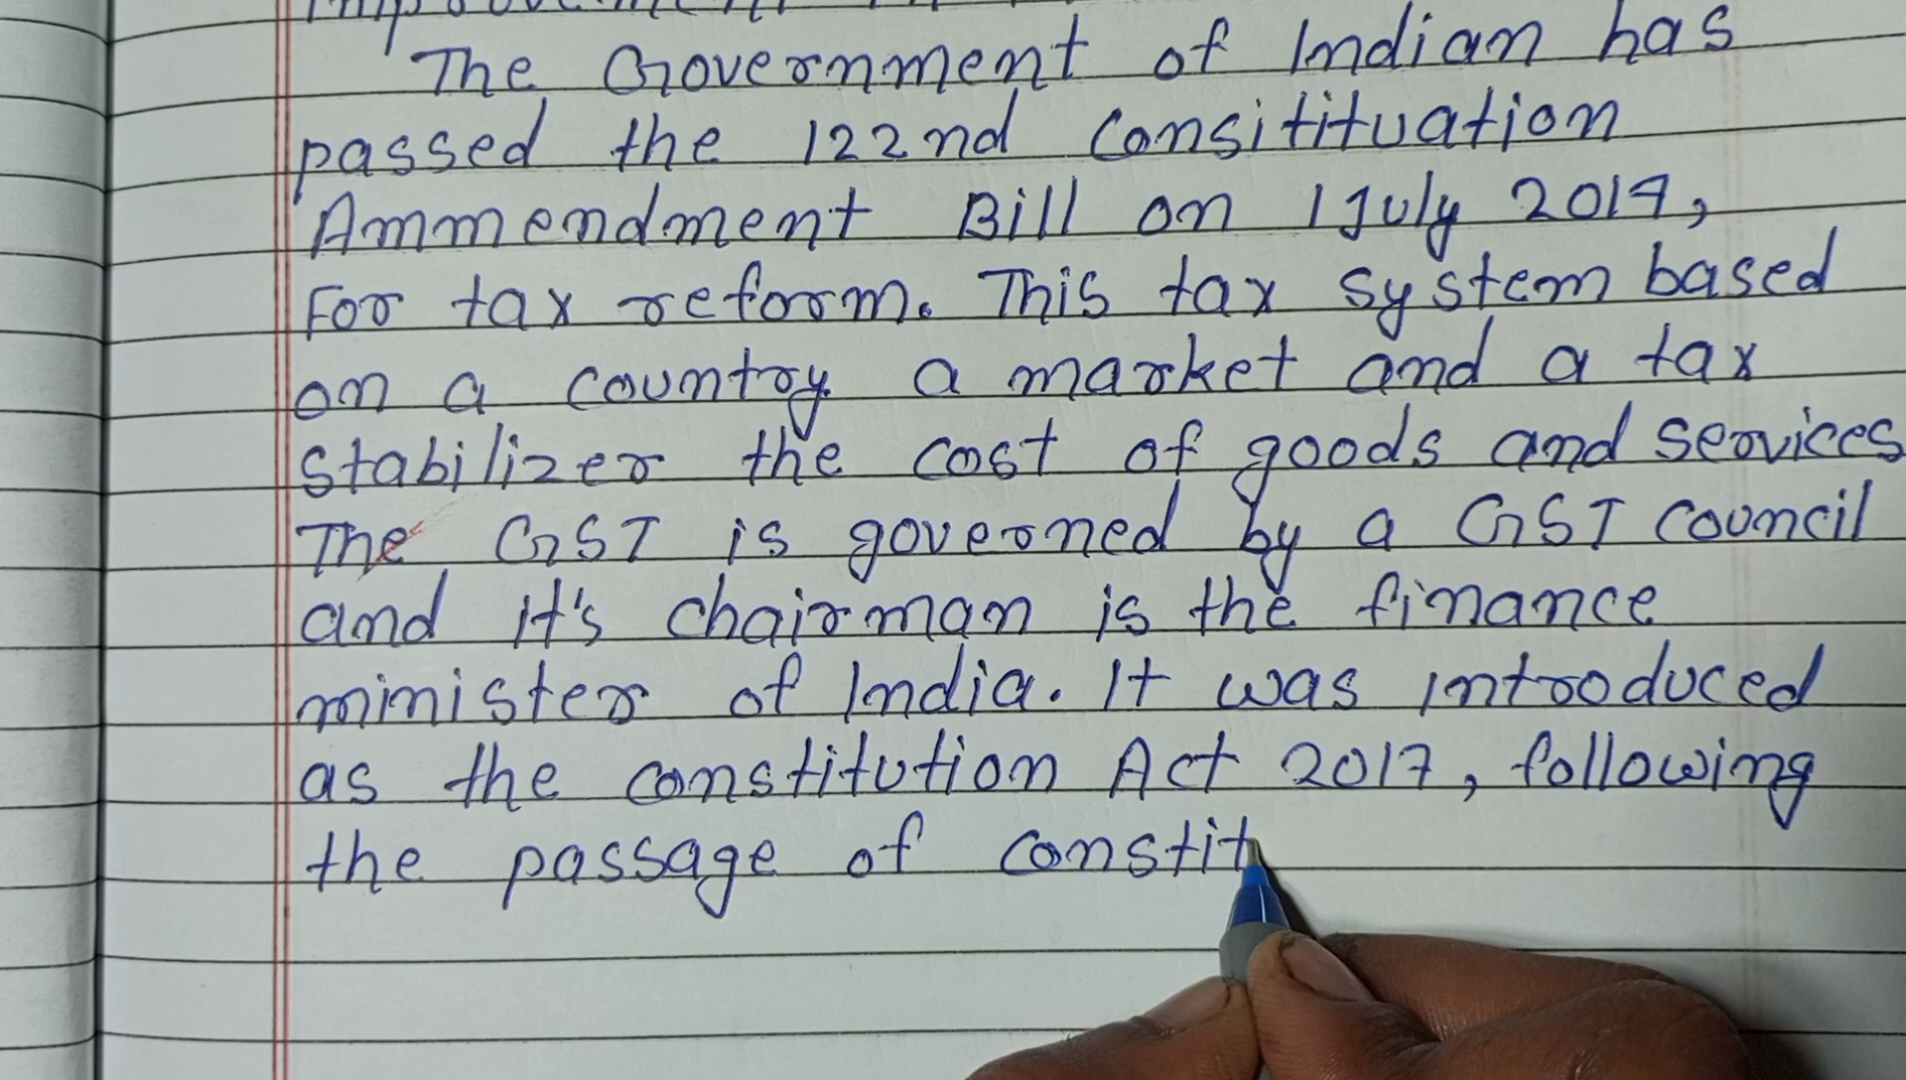 The Government of Indian has
passed the 122nd Consitituation
Ammendment Bill on 1 July 2017,
For tax reform. This tax system based
on a country a market and a tax
stabilizer the cost of goods and services
The GST is governed by a GST council
and it's chairman is the finance
minister of India. It was introduced
as the constitution Act 2017, following
the passage of constit